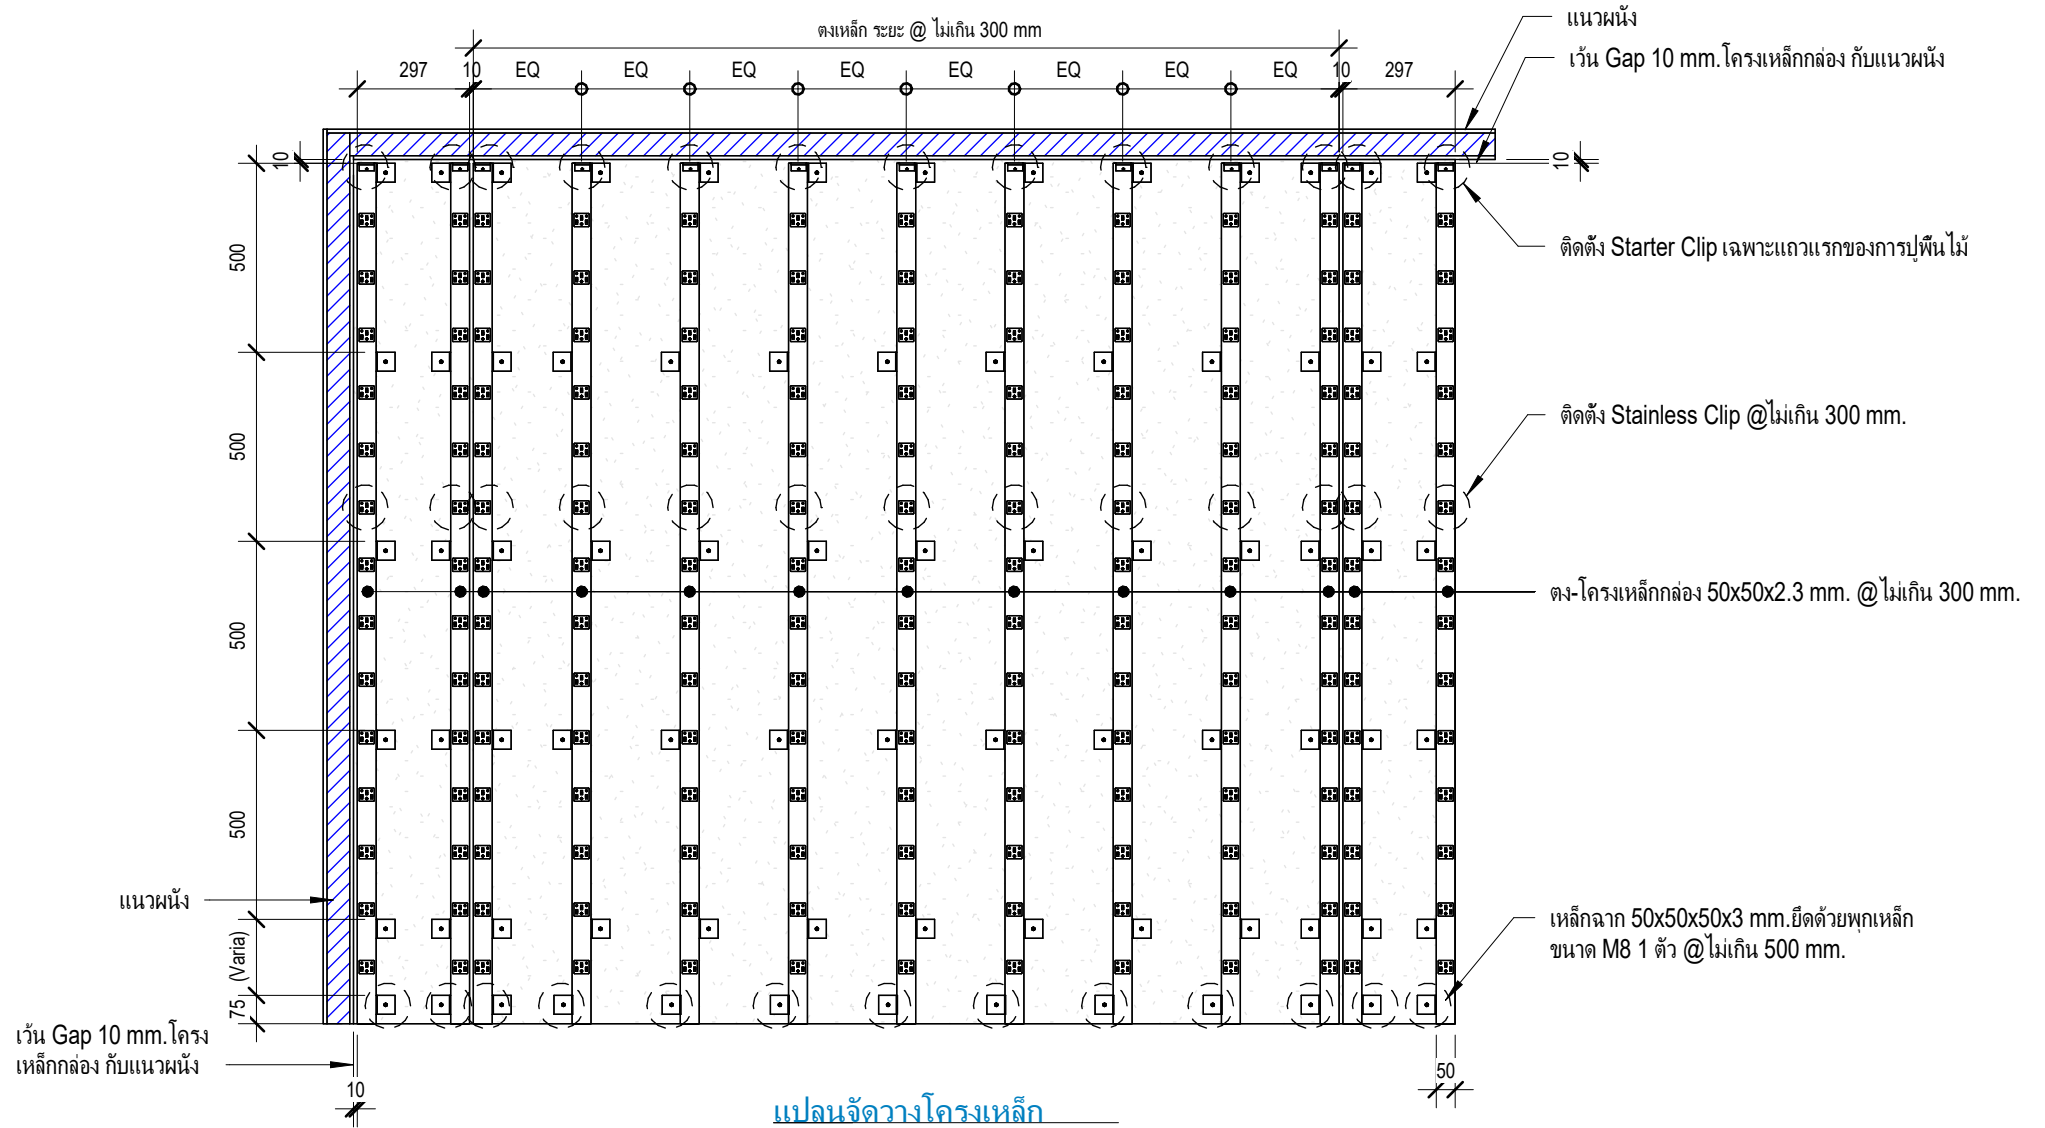 แนวผนัง
ตงเหล็ก ระยะ @ ไม่เกิน 300 mm
เว้น Gap 10 mm.โครงเหล็กกล่อง กับแนวผนัง
297 10 EQ EQ EQ EQ EQ EQ EQ EQ 10 297
10
10
ติดตั้ง Starter Clip เฉพาะแถวแรกของการปูพื้นไม้
500
ติดตั้ง Stainless Clip @ไม่เกิน 300 mm.
500
ตง-โครงเหล็กกล่อง 50x50x2.3 mm. @ไม่เกิน 300 mm.
500
500
แนวผนัง
เหล็กฉาก 50x50x50x3 mm.ยึดด้วยพุกเหล็ก
ขนาด M8 1 ตัว @ไม่เกิน 500 mm.
(Varia)
75
เว้น Gap 10 mm.โครง
เหล็กกล่อง กับแนวผนัง
10
50
แปลนจัดวางโครงเหล็ก